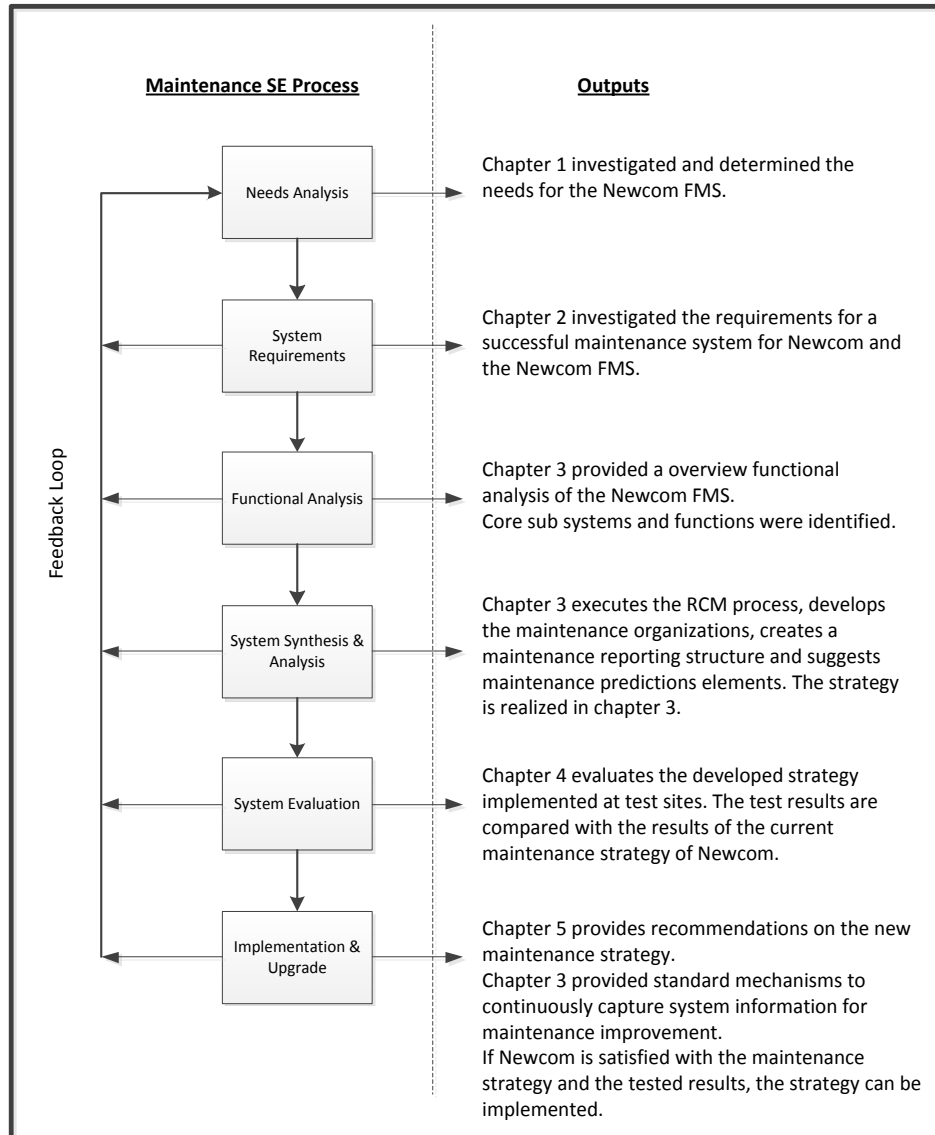 Maintenance SE Process
Outputs
Needs Analysis
Chapter 1 investigated and determined the
needs for the Newcom FMS.
System
Requirements
Chapter 2 investigated the requirements for a
successful maintenance system for Newcom and
the Newcom FMS.
Feedback Loop
Functional Analysis
Chapter 3 provided a overview functional
analysis of the Newcom FMS.
Core sub systems and functions were identified.
System Synthesis &
Analysis
Chapter 3 executes the RCM process, develops
the maintenance organizations, creates a
maintenance reporting structure and suggests
maintenance predictions elements. The strategy
is realized in chapter 3.
System Evaluation
Chapter 4 evaluates the developed strategy
implemented at test sites. The test results are
compared with the results of the current
maintenance strategy of Newcom.
Implementation &
Upgrade
Chapter 5 provides recommendations on the new
maintenance strategy.
Chapter 3 provided standard mechanisms to
continuously capture system information for
maintenance improvement.
If Newcom is satisfied with the maintenance
strategy and the tested results, the strategy can be
implemented.